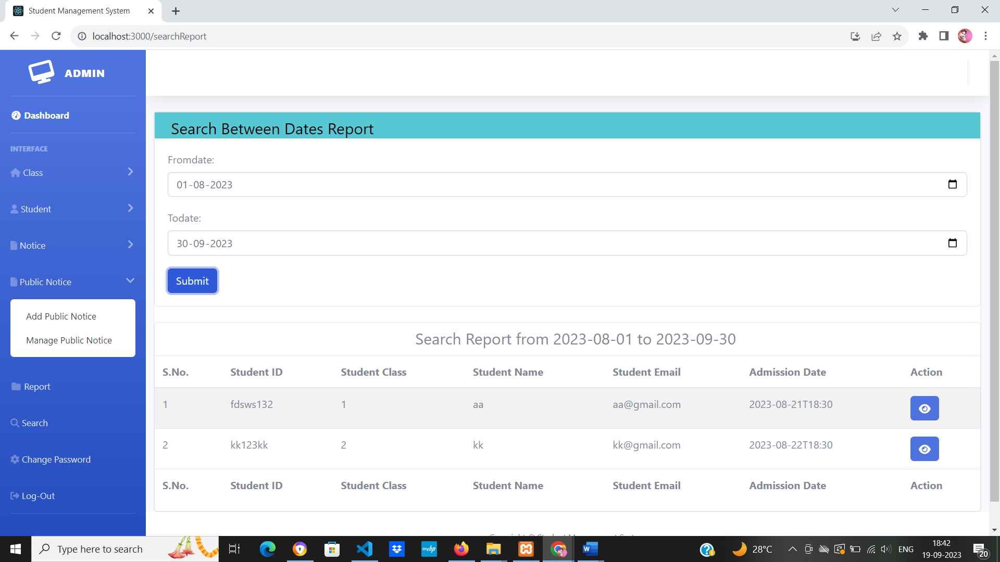 Student Management System
localhost:3000/searchReport
ADMIN
Dashboard
INTERFACE
Class
Student
Notice
Public Notice
Add Public Notice
Manage Public Notice
Report
Search
Change Password
Log-Out
Search Between Dates Report
Fromdate:
01-08-2023
Todate:
30-09-2023
Submit
Search Report from 2023-08-01 to 2023-09-30
S.No. Student ID Student Class Student Name Student Email Admission Date Action
1 fdsws132 1 aa aa@gmail.com 2023-08-21T18:30
2 kk123kk 2 kk kk@gmail.com 2023-08-22T18:30
S.No. Student ID Student Class Student Name Student Email Admission Date Action
Type here to search
myhp
W
28°C
ENG
18:42
19-09-2023
20